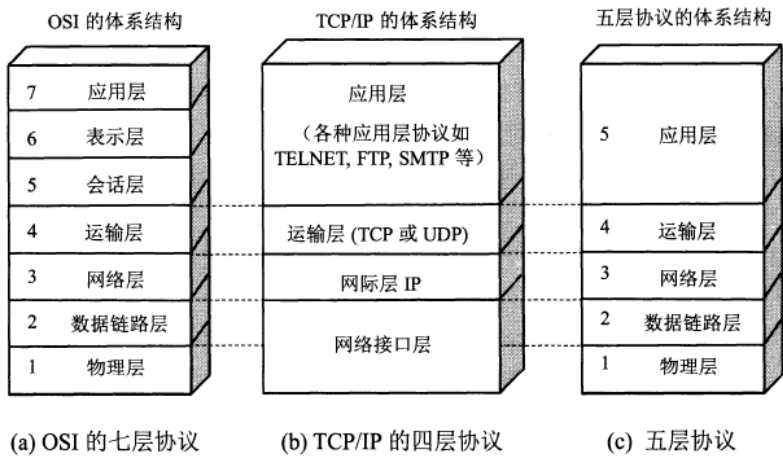 OSI 的体系结构
7 应用层
6 表示层
5 会话层
4 运输层
3 网络层
2 数据链路层
1 物理层
(a) OSI 的七层协议
TCP/IP 的体系结构
应用层
（各种应用层协议如
TELNET, FTP, SMTP 等）
运输层 (TCP 或 UDP)
网际层 IP
网络接口层
(b) TCP/IP 的四层协议
五层协议的体系结构
5 应用层
4 运输层
3 网络层
2 数据链路层
1 物理层
(c) 五层协议